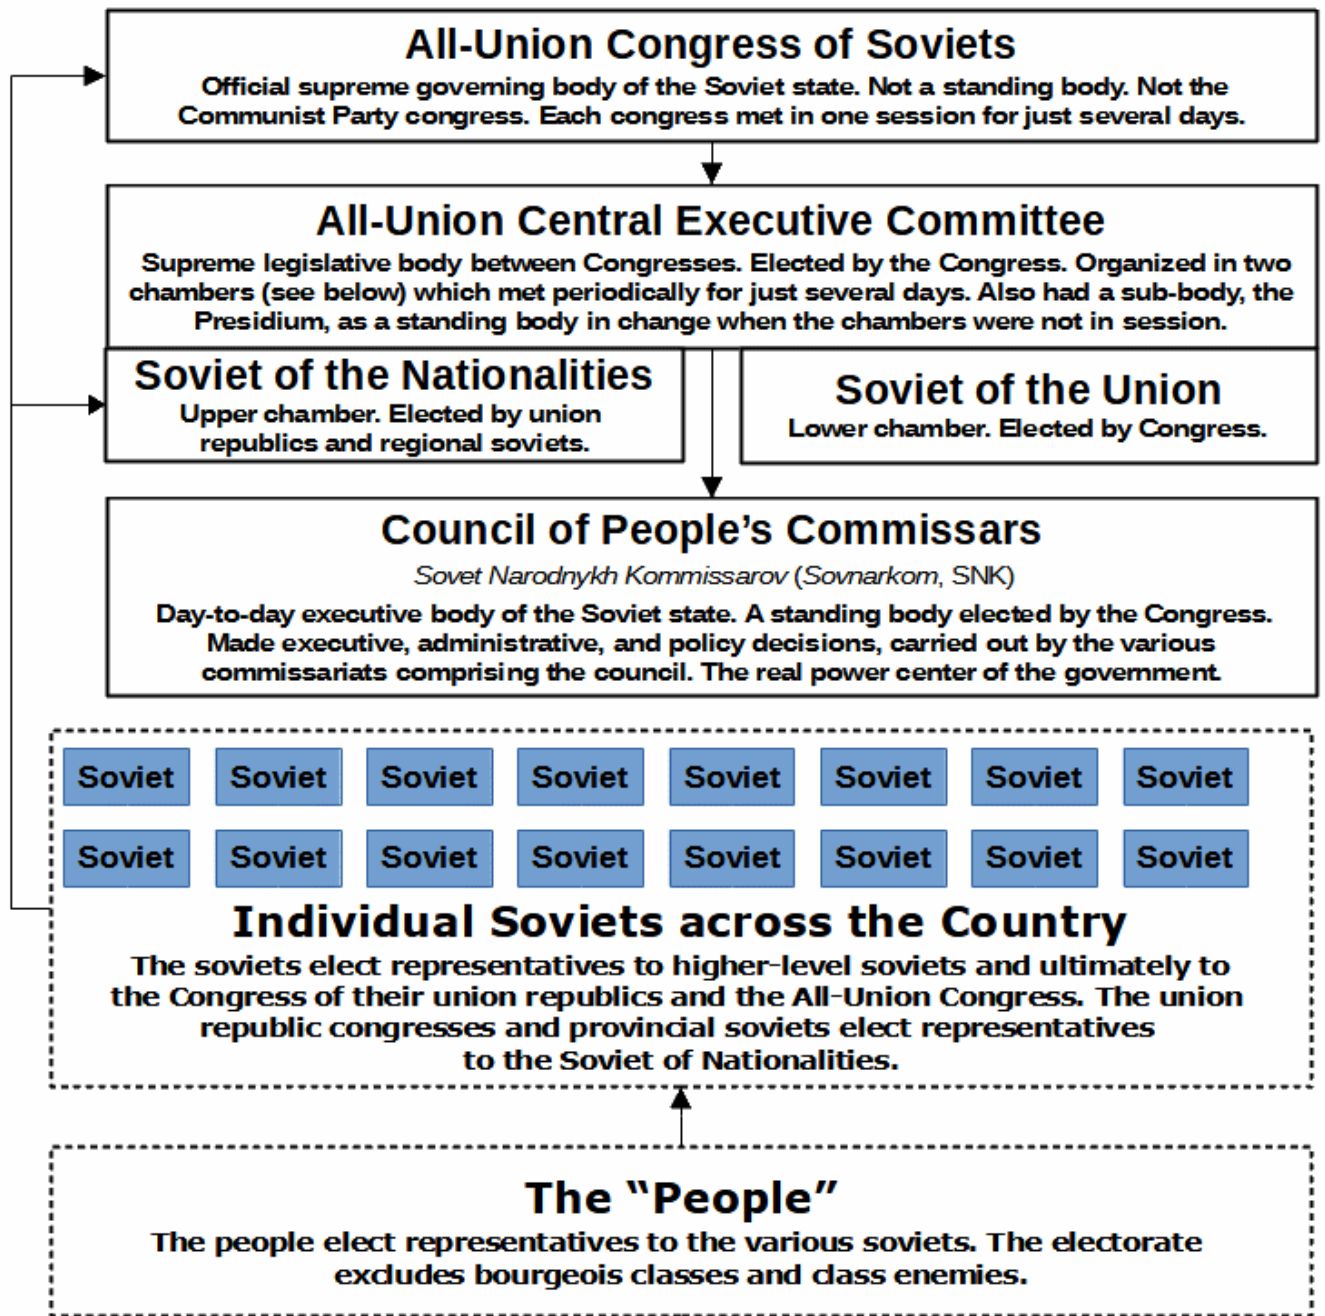 All-Union Congress of Soviets
Official supreme governing body of the Soviet state. Not a standing body. Not the
Communist Party congress. Each congress met in one session for just several days.
All-Union Central Executive Committee
Supreme legislative body between Congresses. Elected by the Congress. Organized in two
chambers (see below) which met periodically for just several days. Also had a sub-body, the
Presidium, as a standing body in change when the chambers were not in session.
Soviet of the Nationalities
Upper chamber. Elected by union
republics and regional soviets.
Soviet of the Union
Lower chamber. Elected by Congress.
Council of People’s Commissars
Sovet Narodnykh Kommissarov (Sovnarkom, SNK)
Day-to-day executive body of the Soviet state. A standing body elected by the Congress.
Made executive, administrative, and policy decisions, carried out by the various
commissariats comprising the council. The real power center of the government.
Soviet Soviet Soviet Soviet Soviet Soviet Soviet Soviet
Soviet Soviet Soviet Soviet Soviet Soviet Soviet Soviet
Individual Soviets across the Country
The soviets elect representatives to higher-level soviets and ultimately to
the Congress of their union republics and the All-Union Congress. The union
republic congresses and provincial soviets elect representatives
to the Soviet of Nationalities.
The “People”
The people elect representatives to the various soviets. The electorate
excludes bourgeois classes and class enemies.